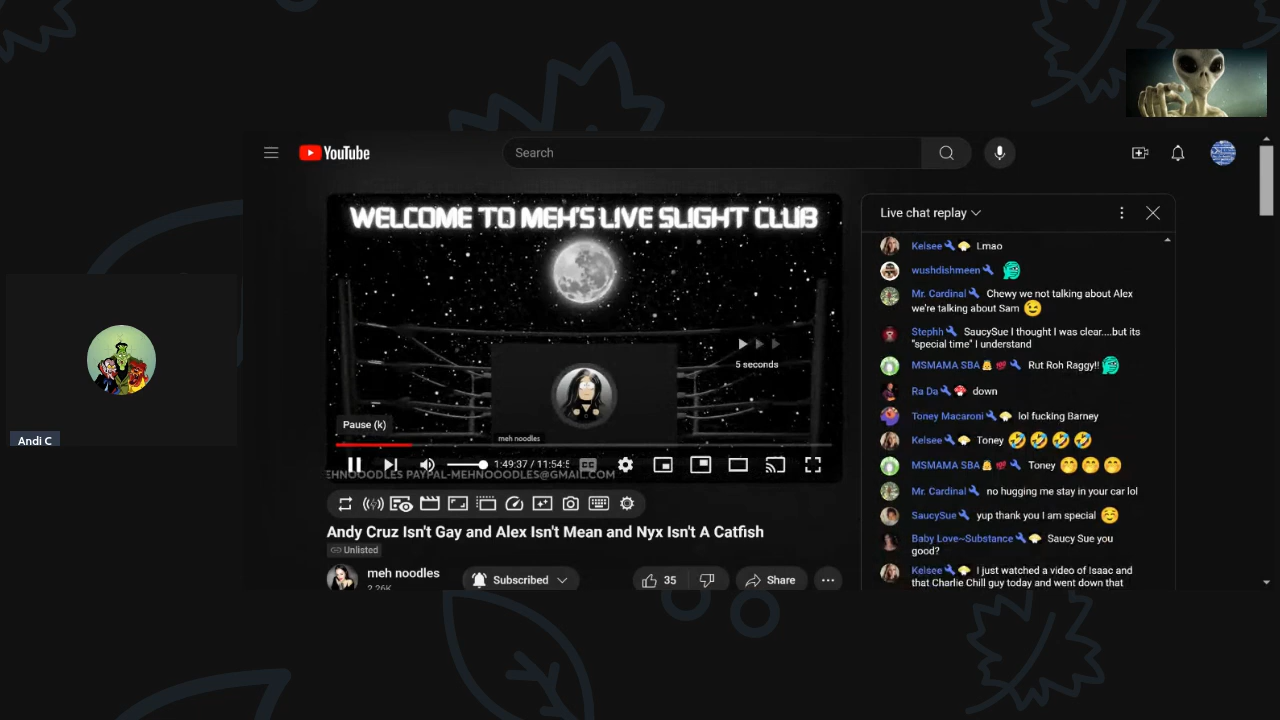 YouTube
Search
WELCOME TO MEH'S LIVE SLIGHT CLUB
5 seconds
Pause (k)
meh noodles
1:49:37 / 11:54:5
CC
EHNOODLES PAYPAL-MEHNOOODLES@GMAIL.COM
Andy Cruz Isn't Gay and Alex Isn't Mean and Nyx Isn't A Catfish
Unlisted
meh noodles
2.26K
Subscribed
35
Share
Live chat replay
Kelsee Lmao
wushdishmeen
Mr. Cardinal Chewy we not talking about Alex
we're talking about Sam
Stephh SaucySue I thought I was clear....but its
"special time" I understand
MSMAMA SBA Rut Roh Raggy!!
Ra Da down
Toney Macaroni lol fucking Barney
Kelsee Toney
MSMAMA SBA Toney
Mr. Cardinal no hugging me stay in your car lol
SaucySue yup thank you I am special
Baby Love~Substance Saucy Sue you
good?
Kelsee I just watched a video of Isaac and
that Charlie Chill guy today and went down that
Andi C